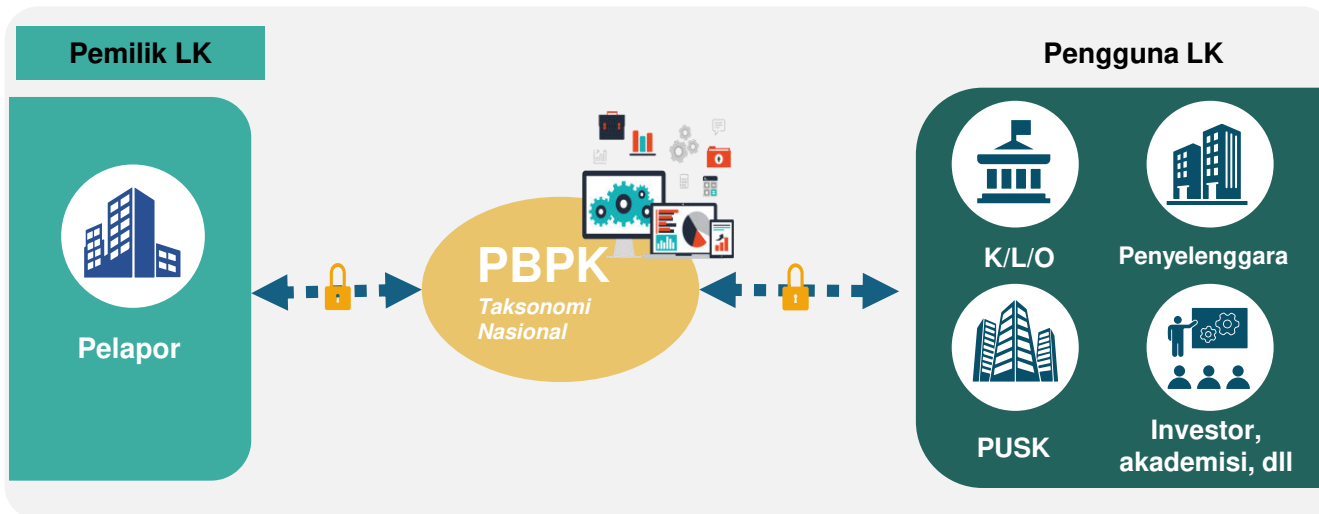 Pemilik LK
Pelapor
PBPK
Taksonomi
Nasional
Pengguna LK
K/L/O
Penyelenggara
PUSK
Investor,
akademisi, dll